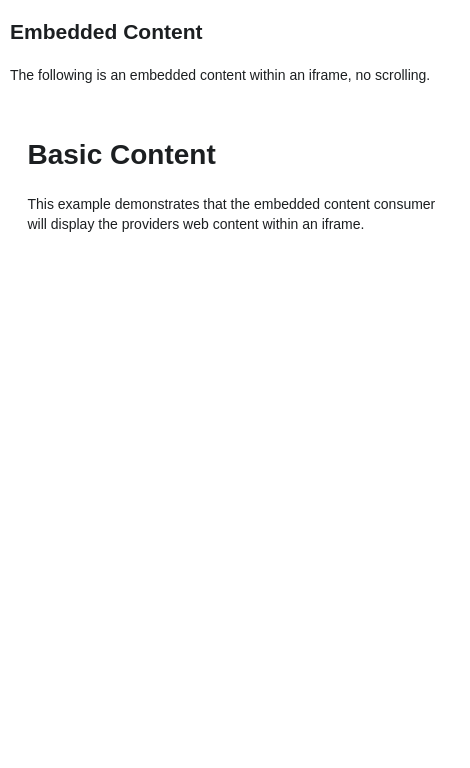 Embedded Content
The following is an embedded content within an iframe, no scrolling.
Basic Content
This example demonstrates that the embedded content consumer
will display the providers web content within an iframe.